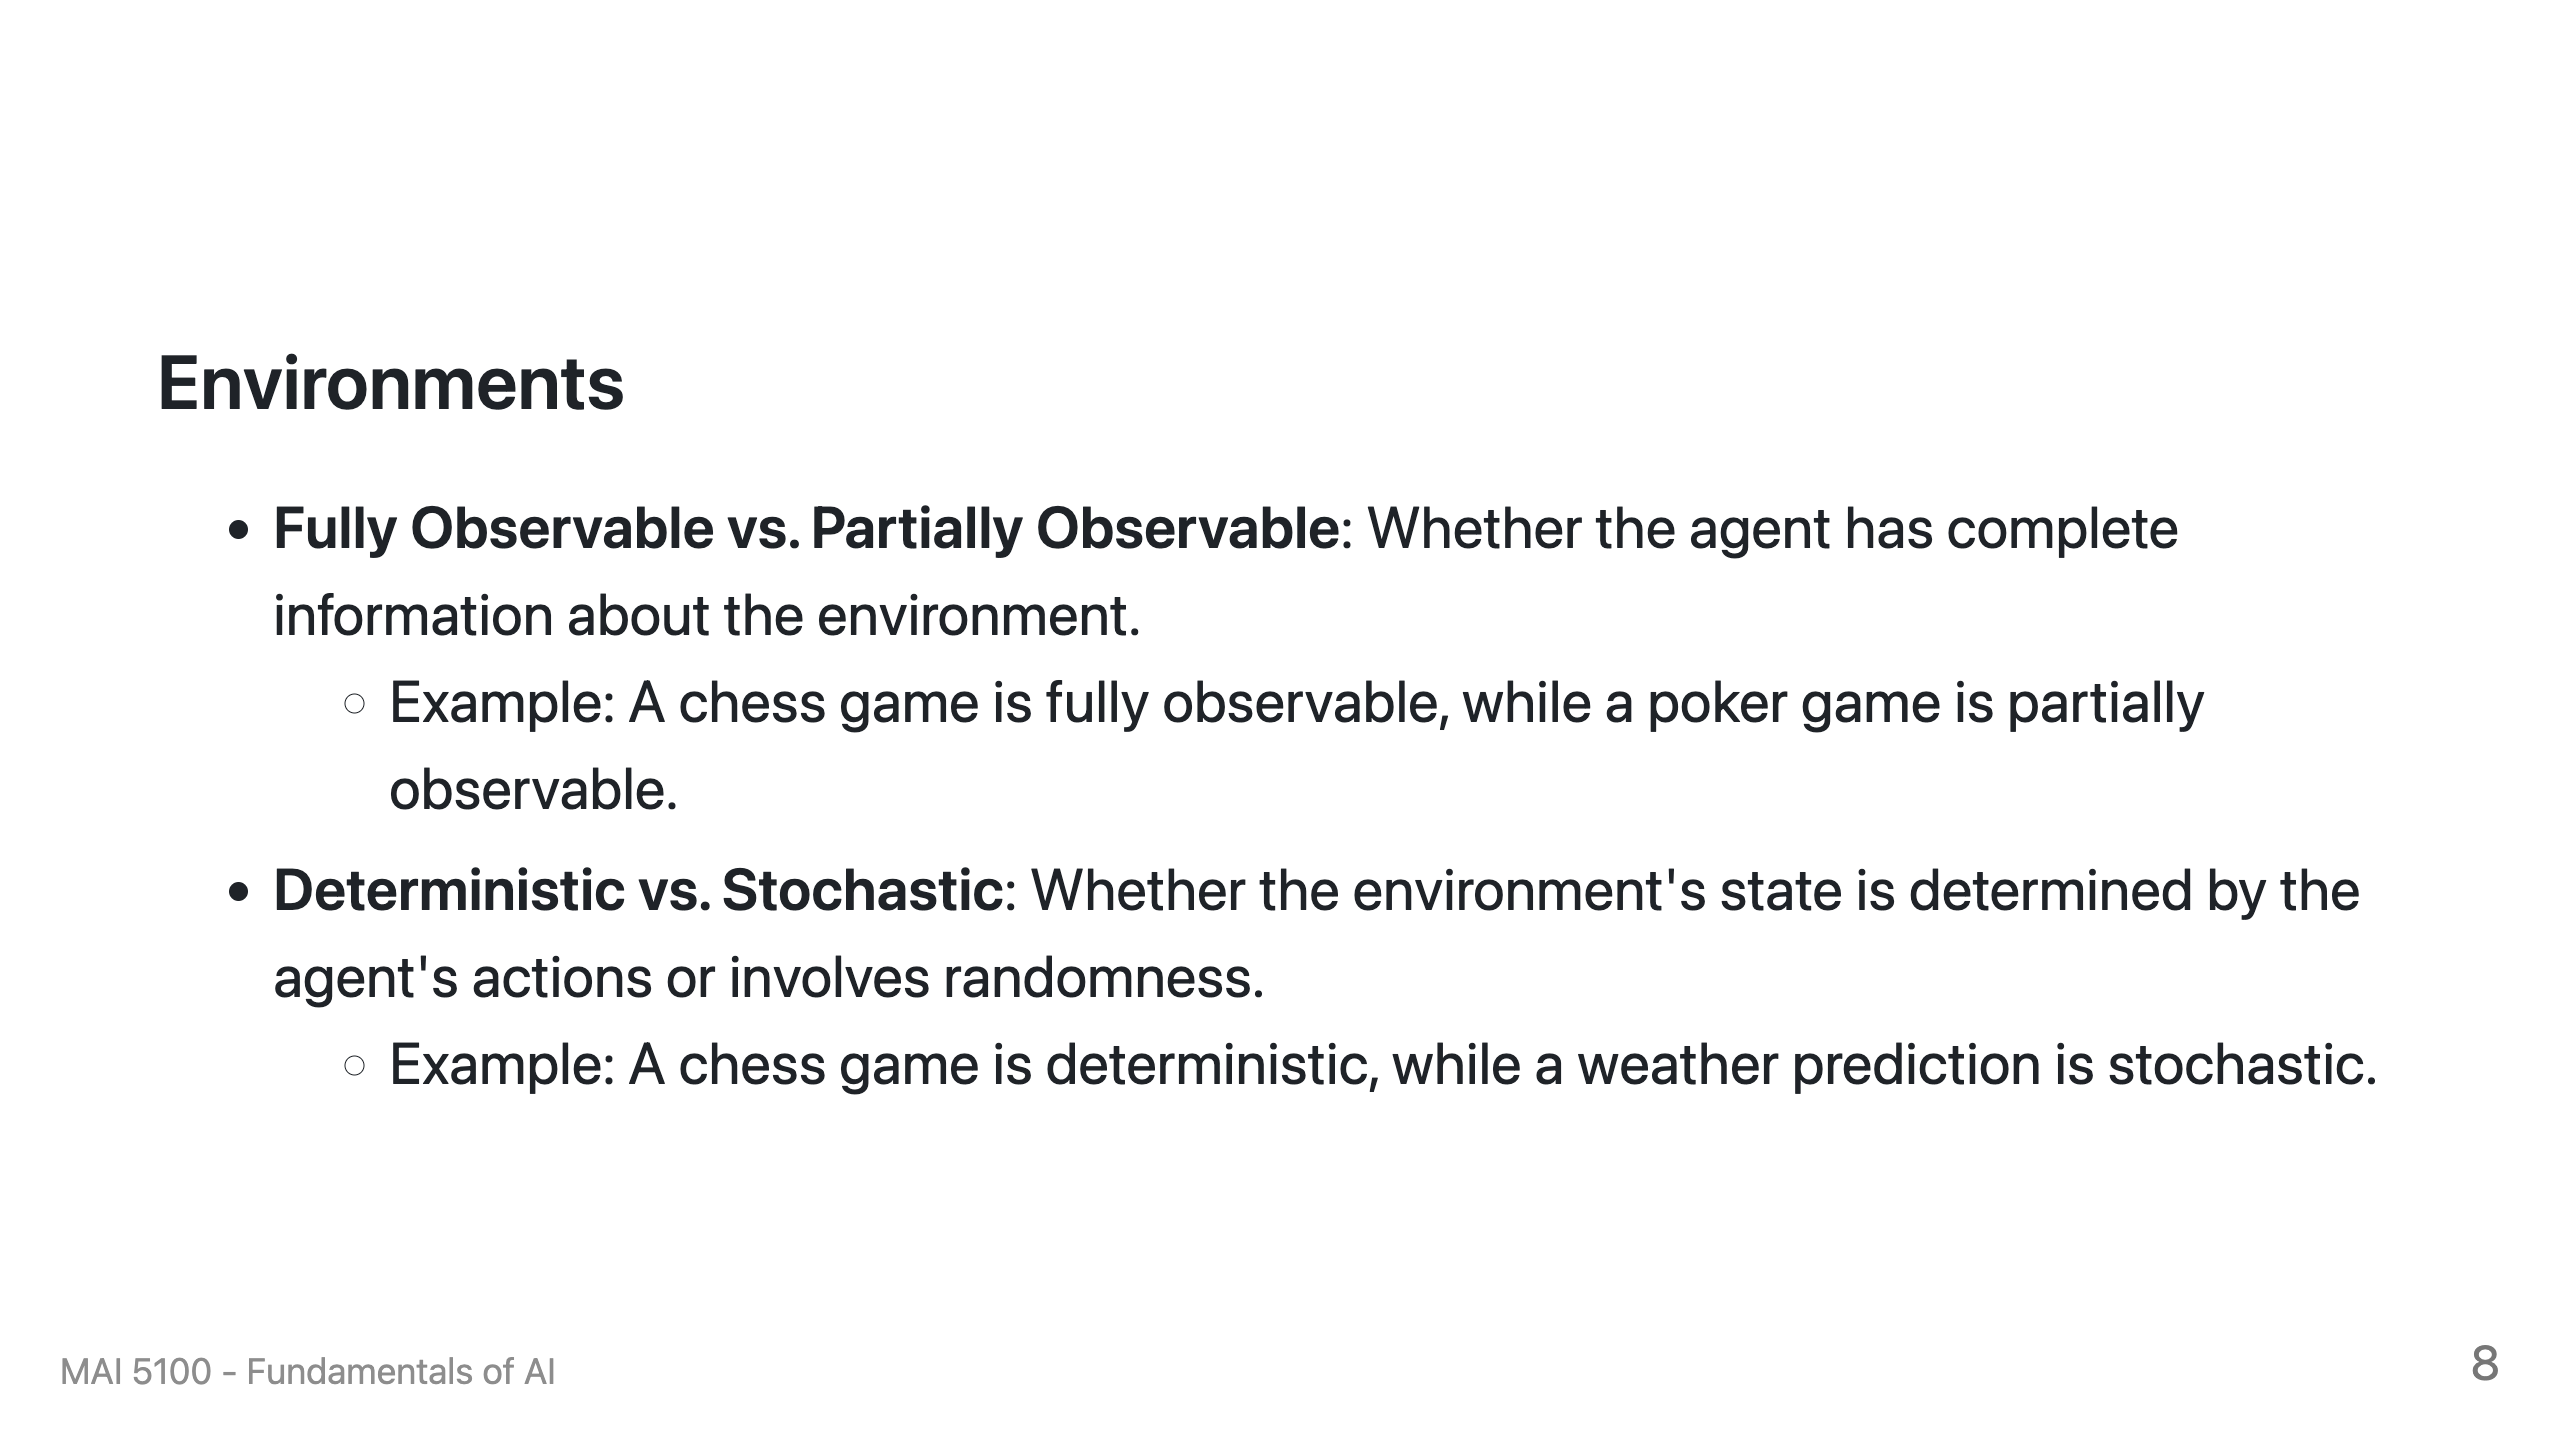 Environments
• Fully Observable vs. Partially Observable: Whether the agent has complete
information about the environment.
○ Example: A chess game is fully observable, while a poker game is partially
observable.
• Deterministic vs. Stochastic: Whether the environment's state is determined by the
agent's actions or involves randomness.
○ Example: A chess game is deterministic, while a weather prediction is stochastic.
MAI 5100 - Fundamentals of AI
8